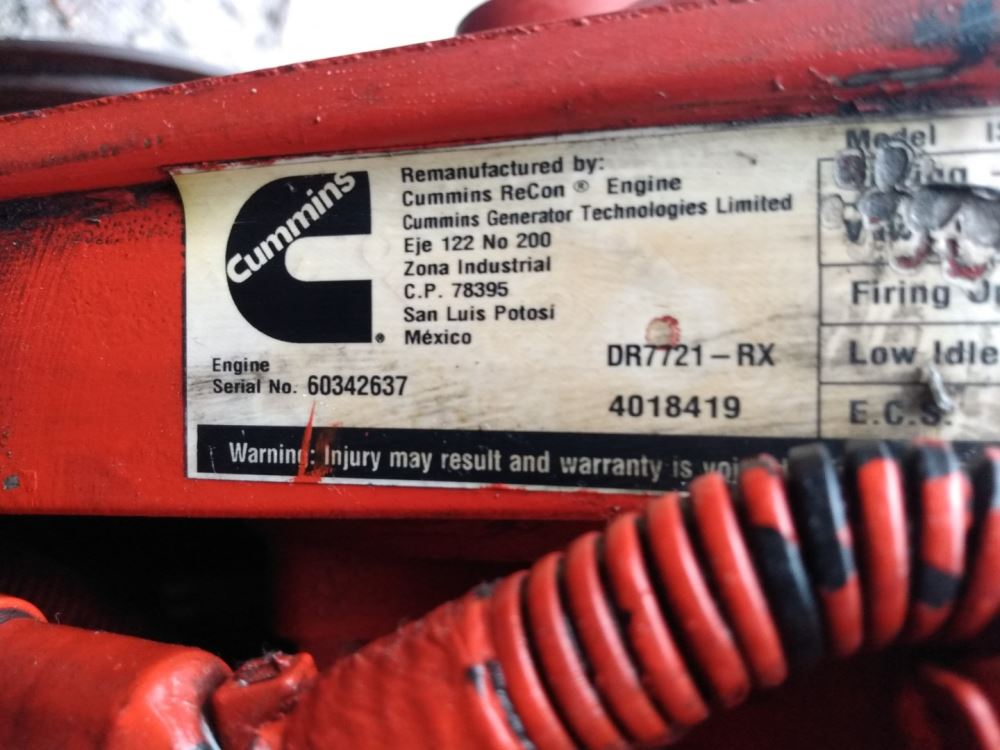 Cummins
Remanufactured by:
Cummins ReCon ® Engine
Cummins Generator Technologies Limited
Eje 122 No 200
Zona Industrial
C.P. 78395
San Luis Potosí
México
Engine
Serial No. 60342637
DR7721-RX
4018419
Warning: Injury may result and warranty is
Model
Firing
Low Idle
E.C.S.